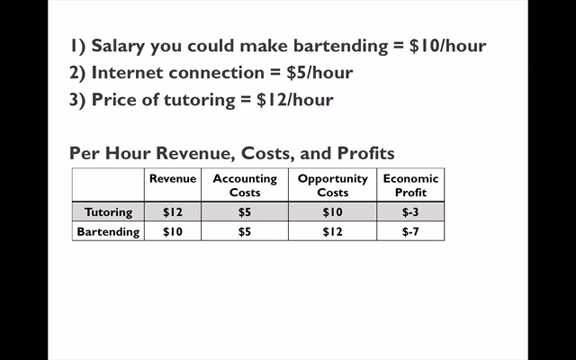 1) Salary you could make bartending = $10/hour
2) Internet connection = $5/hour
3) Price of tutoring = $12/hour
Per Hour Revenue, Costs, and Profits
Revenue Accounting Costs Opportunity Costs Economic Profit
Tutoring $12 $5 $10 $-3
Bartending $10 $5 $12 $-7